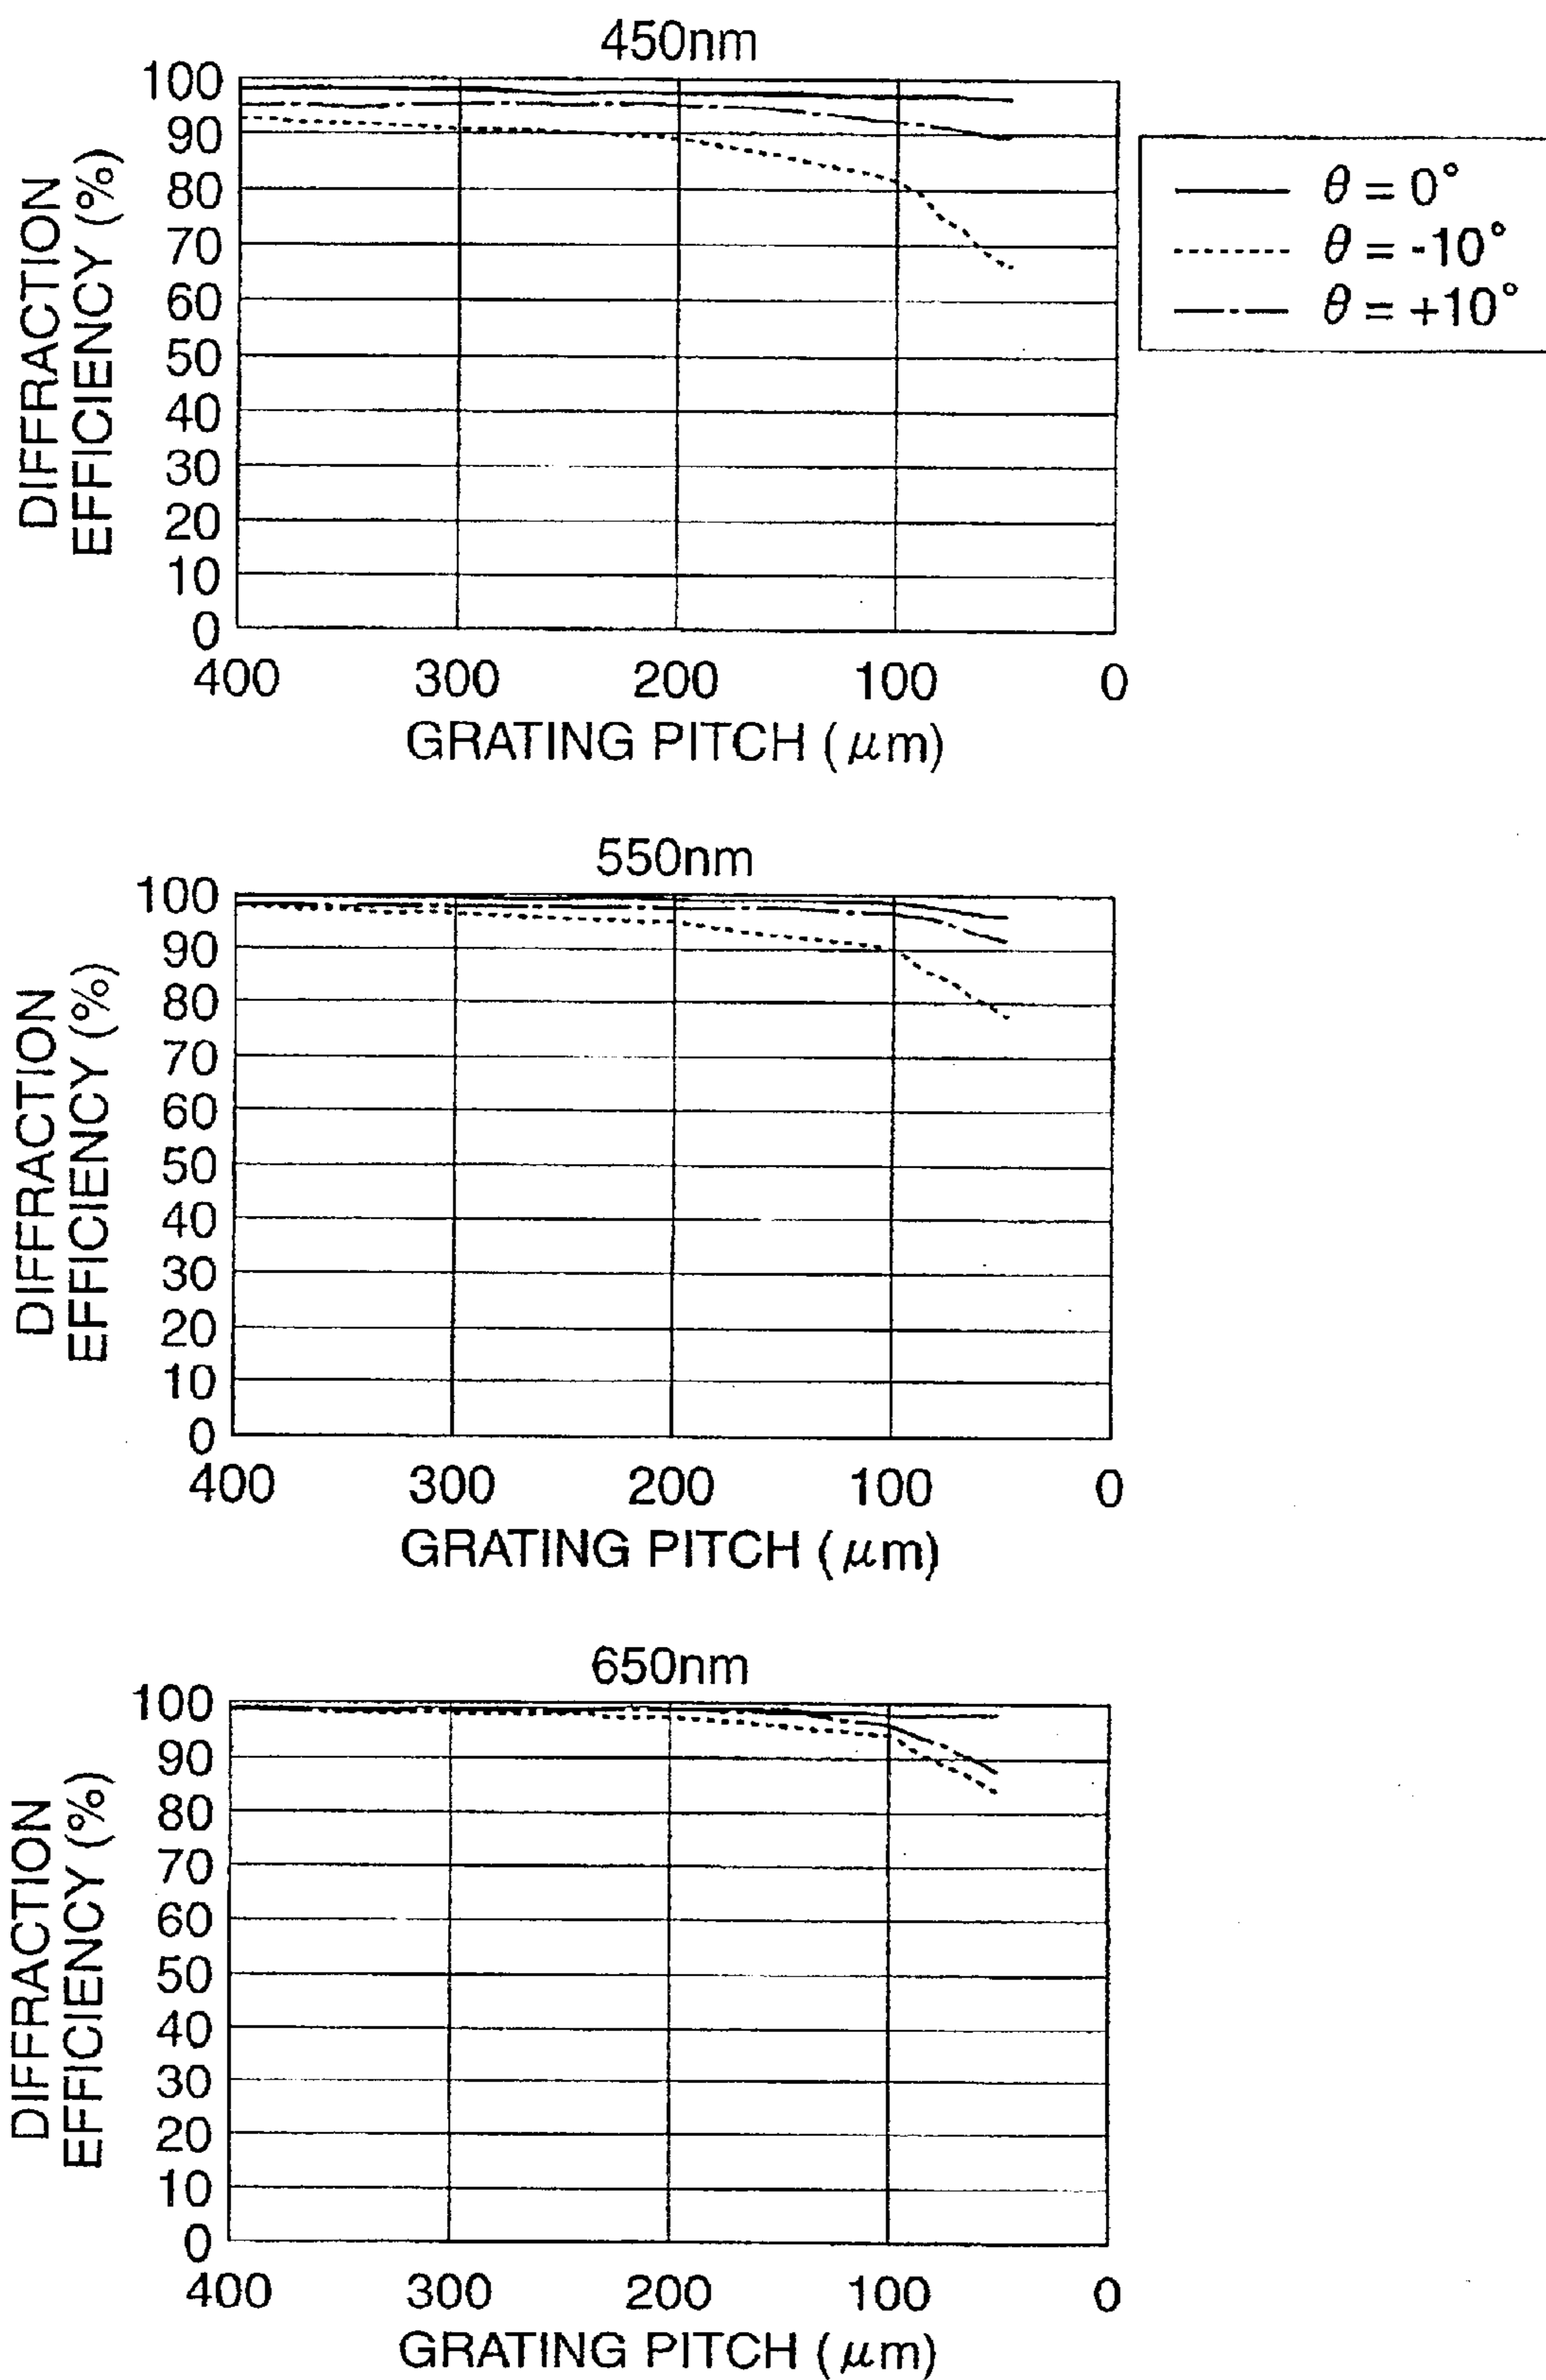 450nm
DIFFRACTION
EFFICIENCY (%)
100
90
80
70
60
50
40
30
20
10
0
400 300 200 100 0
GRATING PITCH (μm)
θ = 0°
θ = -10°
θ = +10°
550nm
DIFFRACTION
EFFICIENCY (%)
100
90
80
70
60
50
40
30
20
10
0
400 300 200 100 0
GRATING PITCH (μm)
650nm
DIFFRACTION
EFFICIENCY (%)
100
90
80
70
60
50
40
30
20
10
0
400 300 200 100 0
GRATING PITCH (μm)